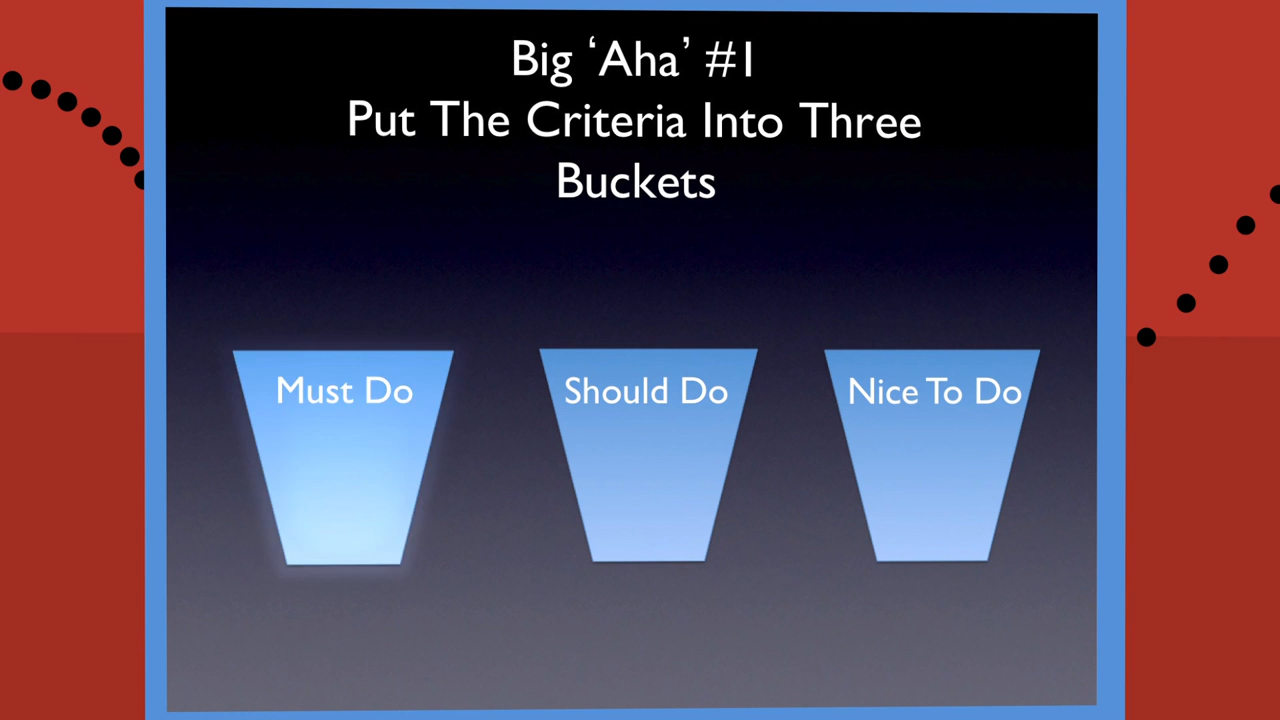 Big ‘Aha’ #1
Put The Criteria Into Three
Buckets
Must Do
Should Do
Nice To Do